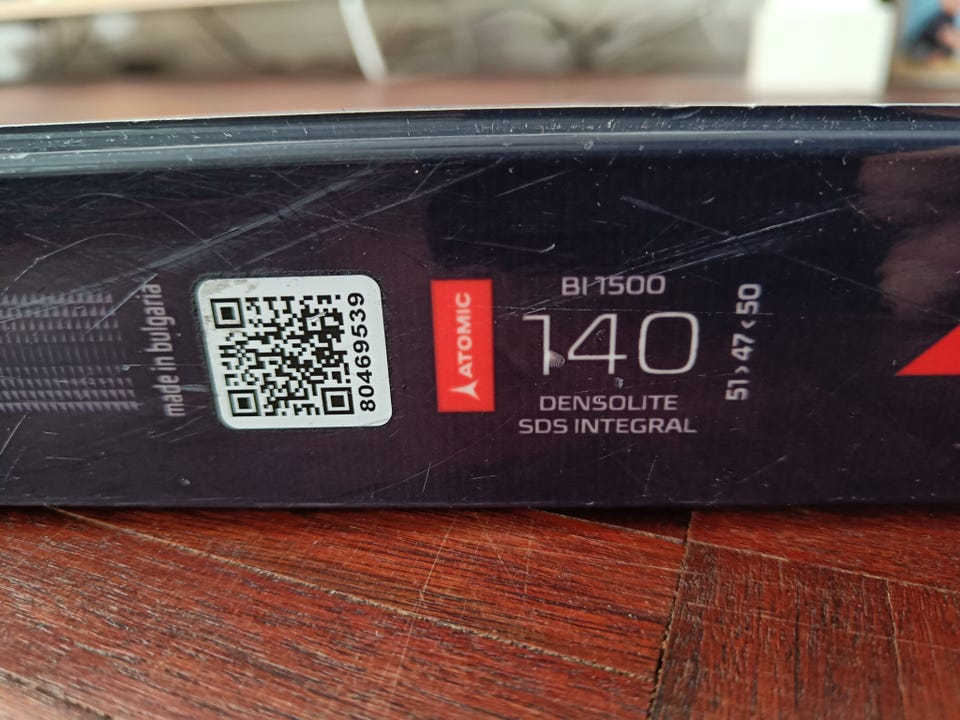 made in bulgaria
80469539
ATOMIC
BI 1500
140
DENSOLITE
SDS INTEGRAL
51 > 47 < 50